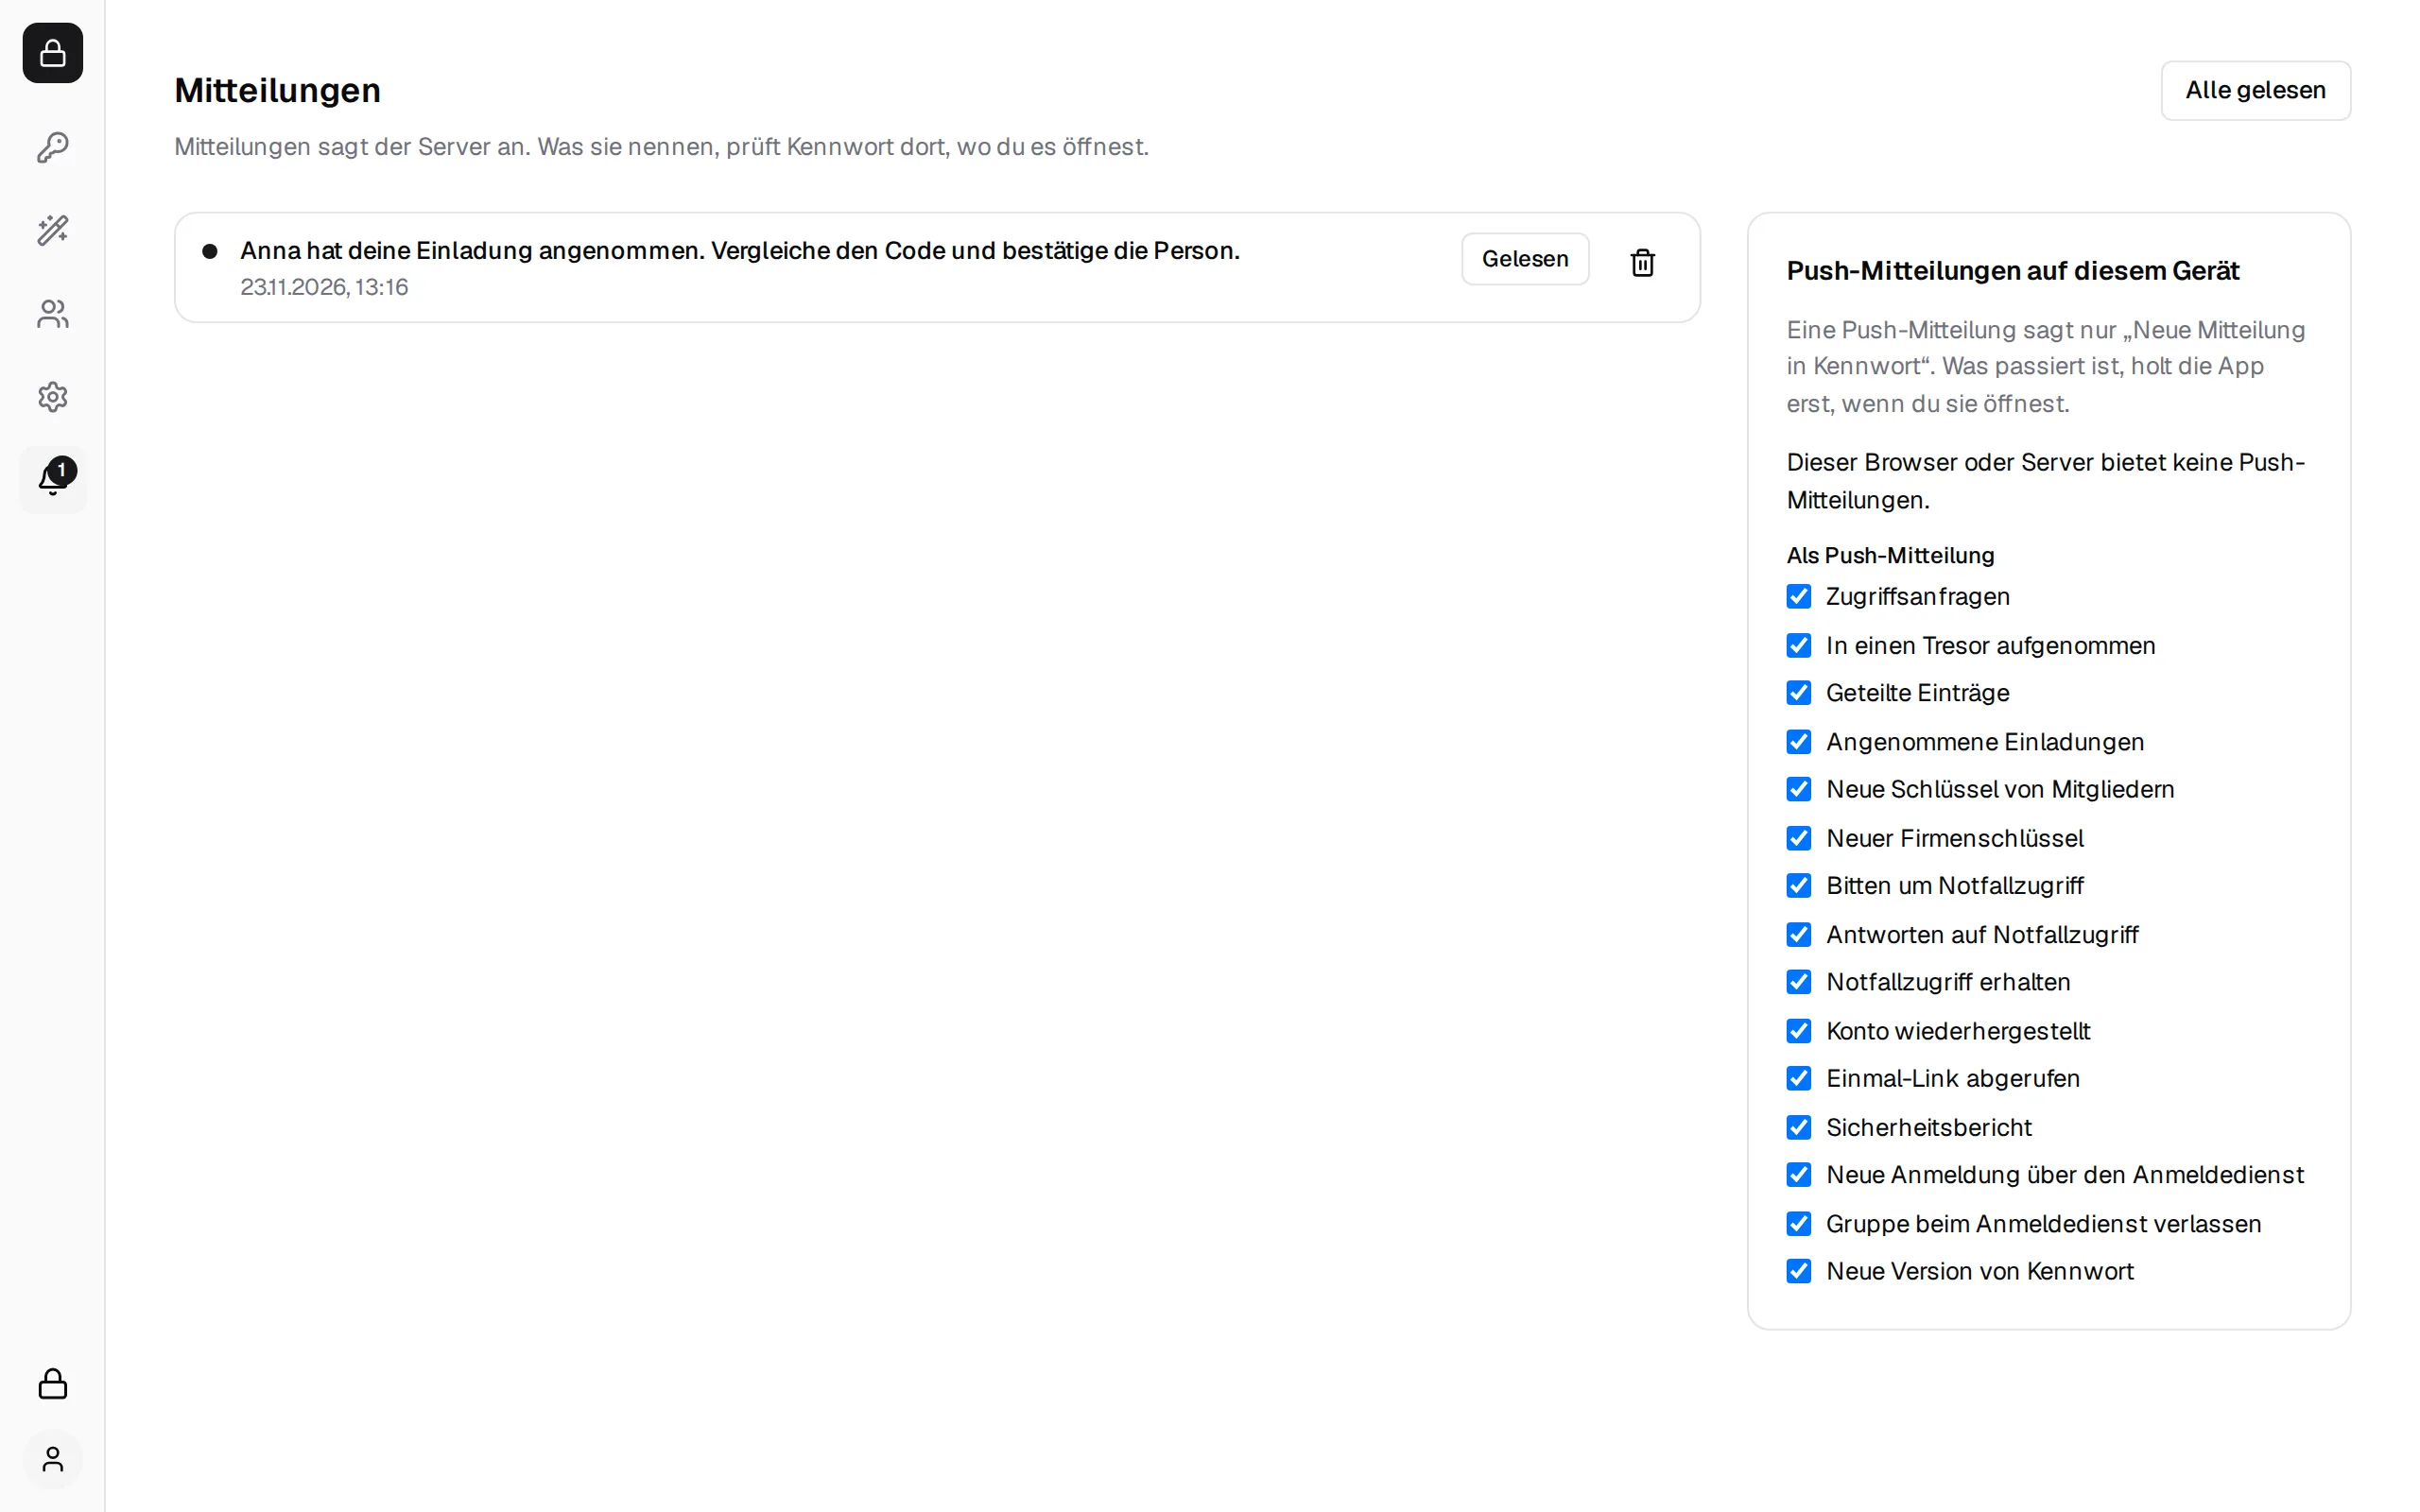 Mitteilungen
Alle gelesen
Mitteilungen sagt der Server an. Was sie nennen, prüft Kennwort dort, wo du es öffnest.
Anna hat deine Einladung angenommen. Vergleiche den Code und bestätige die Person.
23.11.2026, 13:16
Gelesen
1
Push-Mitteilungen auf diesem Gerät
Eine Push-Mitteilung sagt nur „Neue Mitteilung
in Kennwort“. Was passiert ist, holt die App
erst, wenn du sie öffnest.
Dieser Browser oder Server bietet keine Push-
Mitteilungen.
Als Push-Mitteilung
Zugriffsanfragen
In einen Tresor aufgenommen
Geteilte Einträge
Angenommene Einladungen
Neue Schlüssel von Mitgliedern
Neuer Firmenschlüssel
Bitten um Notfallzugriff
Antworten auf Notfallzugriff
Notfallzugriff erhalten
Konto wiederhergestellt
Einmal-Link abgerufen
Sicherheitsbericht
Neue Anmeldung über den Anmeldedienst
Gruppe beim Anmeldedienst verlassen
Neue Version von Kennwort